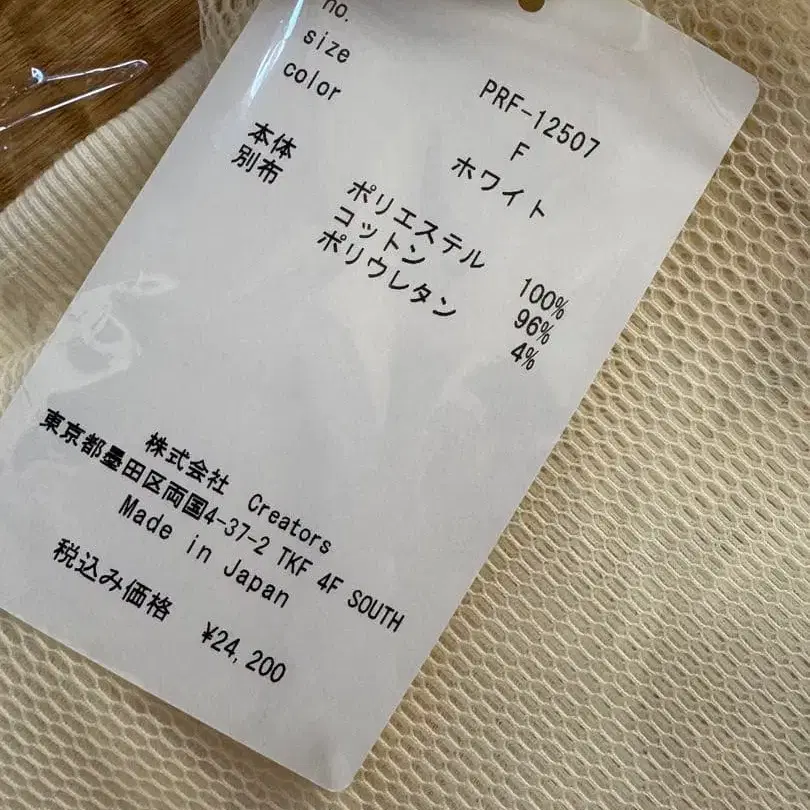 no. PRF-12507
size F
color ホワイト
本体 ポリエステル 100%
別布 コットン 96%
ポリウレタン 4%
株式会社 Creators
東京都墨田区両国4-37-2 TKF 4F SOUTH
Made in Japan
税込み価格 ¥24,200